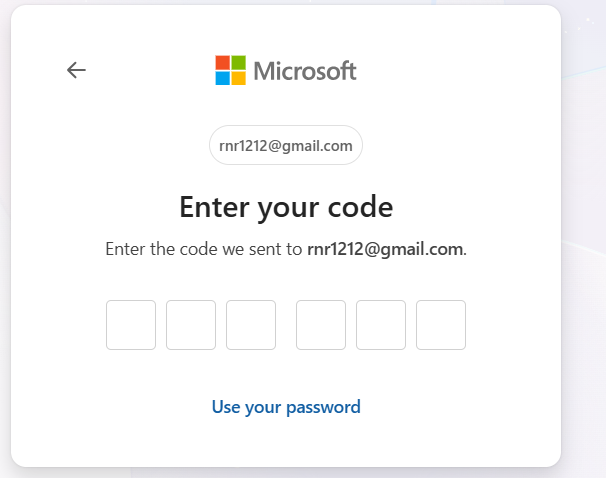 Microsoft
rnr1212@gmail.com
Enter your code
Enter the code we sent to rnr1212@gmail.com.
Use your password